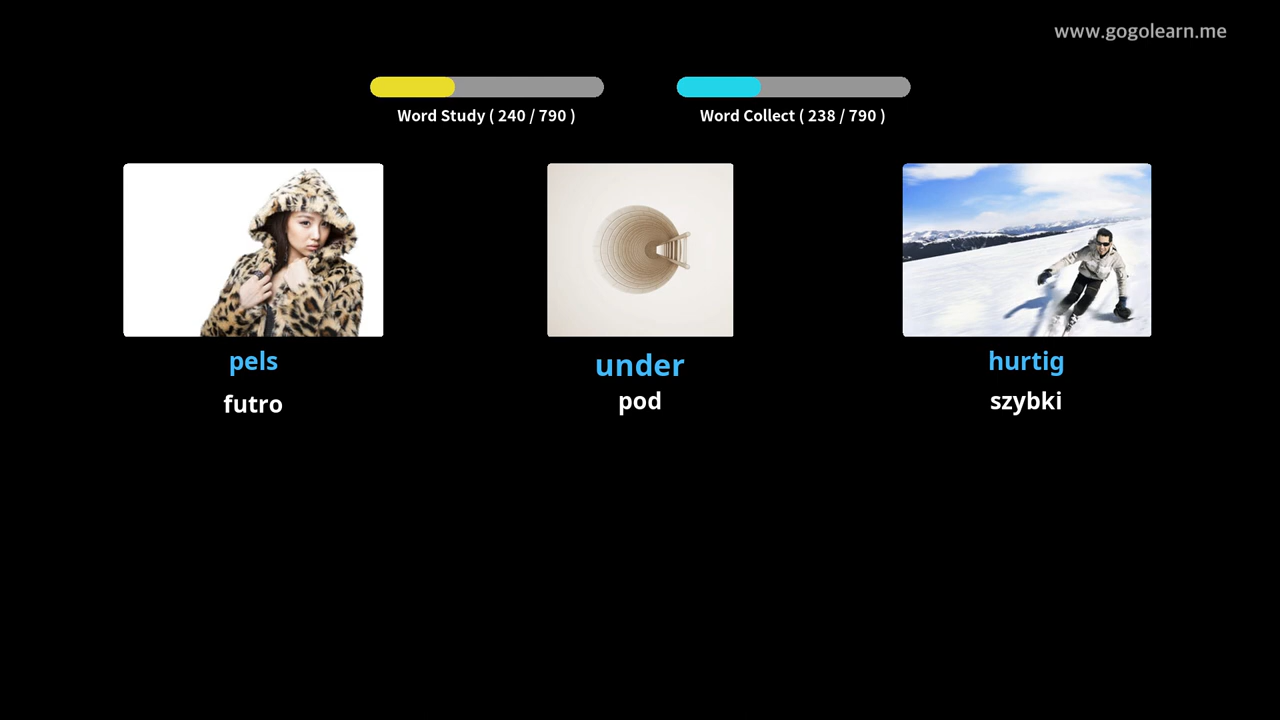 www.gogolearn.me
Word Study ( 240 / 790 )
Word Collect ( 238 / 790 )
pels
under
hurtig
futro
pod
szybki